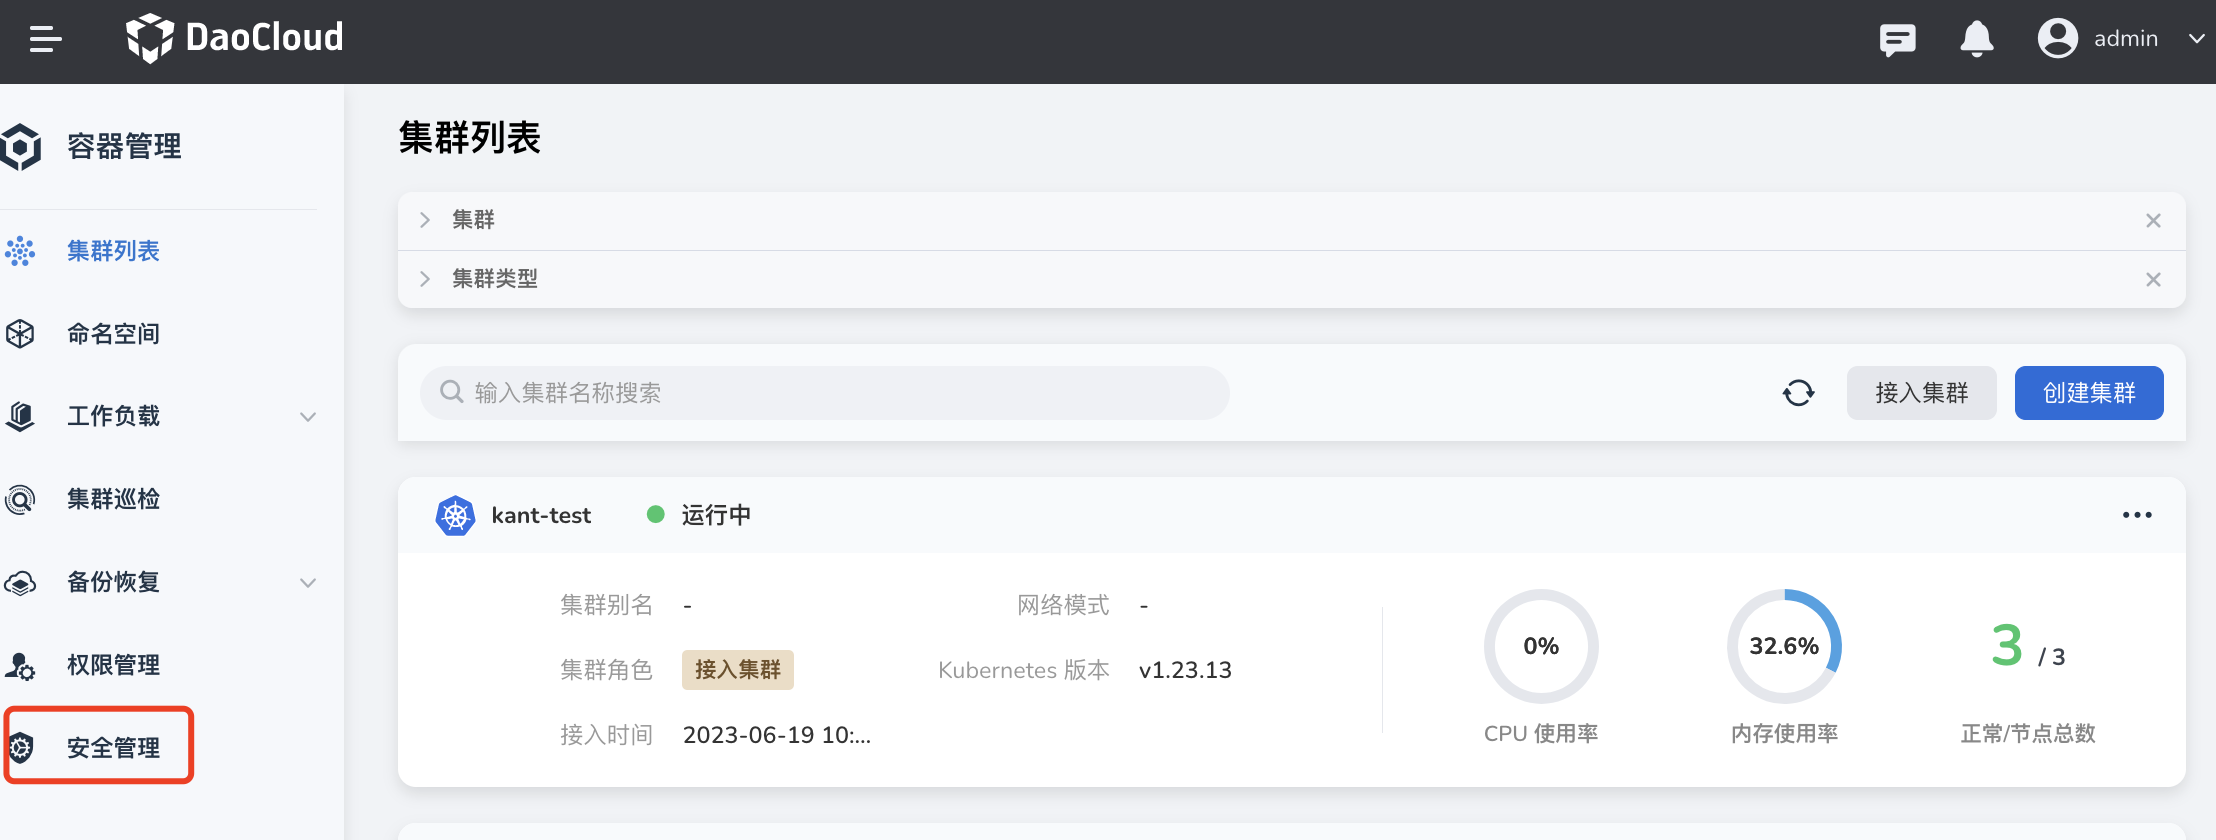 DaoCloud
admin
容器管理
集群列表
命名空间
工作负载
集群巡检
备份恢复
权限管理
安全管理
集群列表
集群
集群类型
输入集群名称搜索
接入集群
创建集群
kant-test
运行中
集群别名 -
网络模式 -
集群角色 接入集群
Kubernetes 版本 v1.23.13
接入时间 2023-06-19 10:...
0%
CPU 使用率
32.6%
内存使用率
3 / 3
正常/节点总数